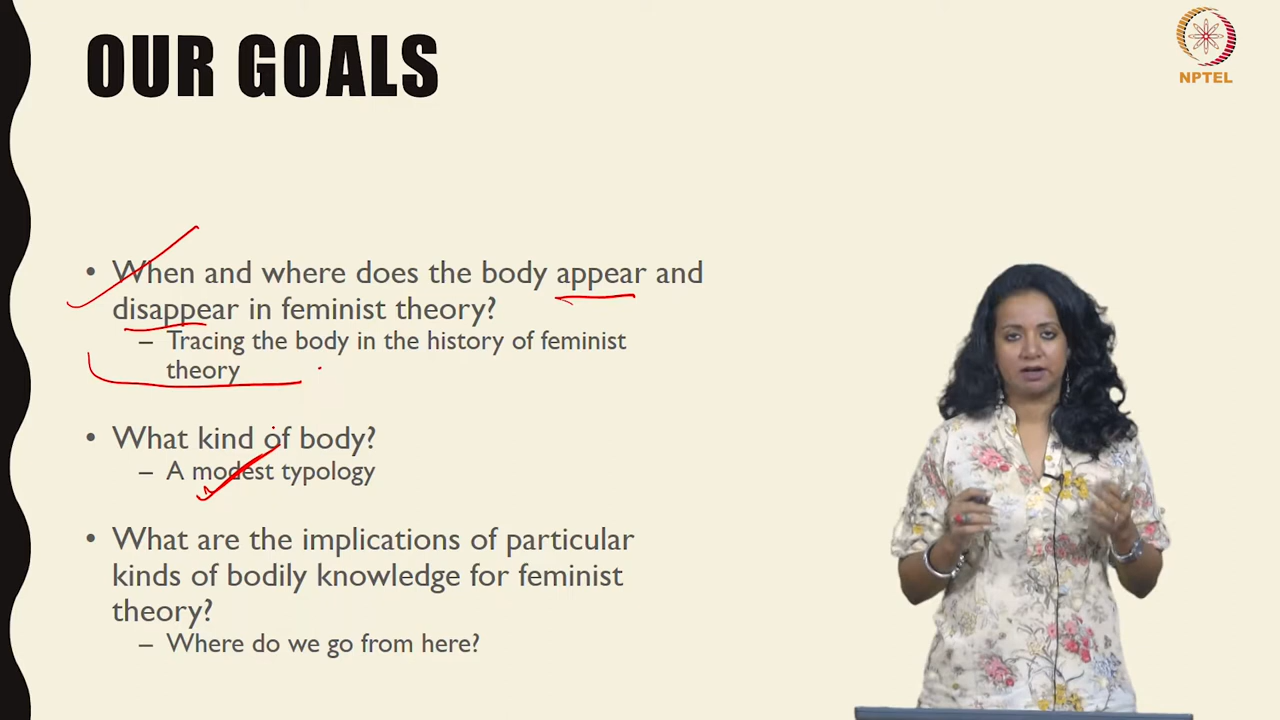 OUR GOALS
NPTEL
• When and where does the body appear and
disappear in feminist theory?
– Tracing the body in the history of feminist
theory
• What kind of body?
– A modest typology
• What are the implications of particular
kinds of bodily knowledge for feminist
theory?
– Where do we go from here?